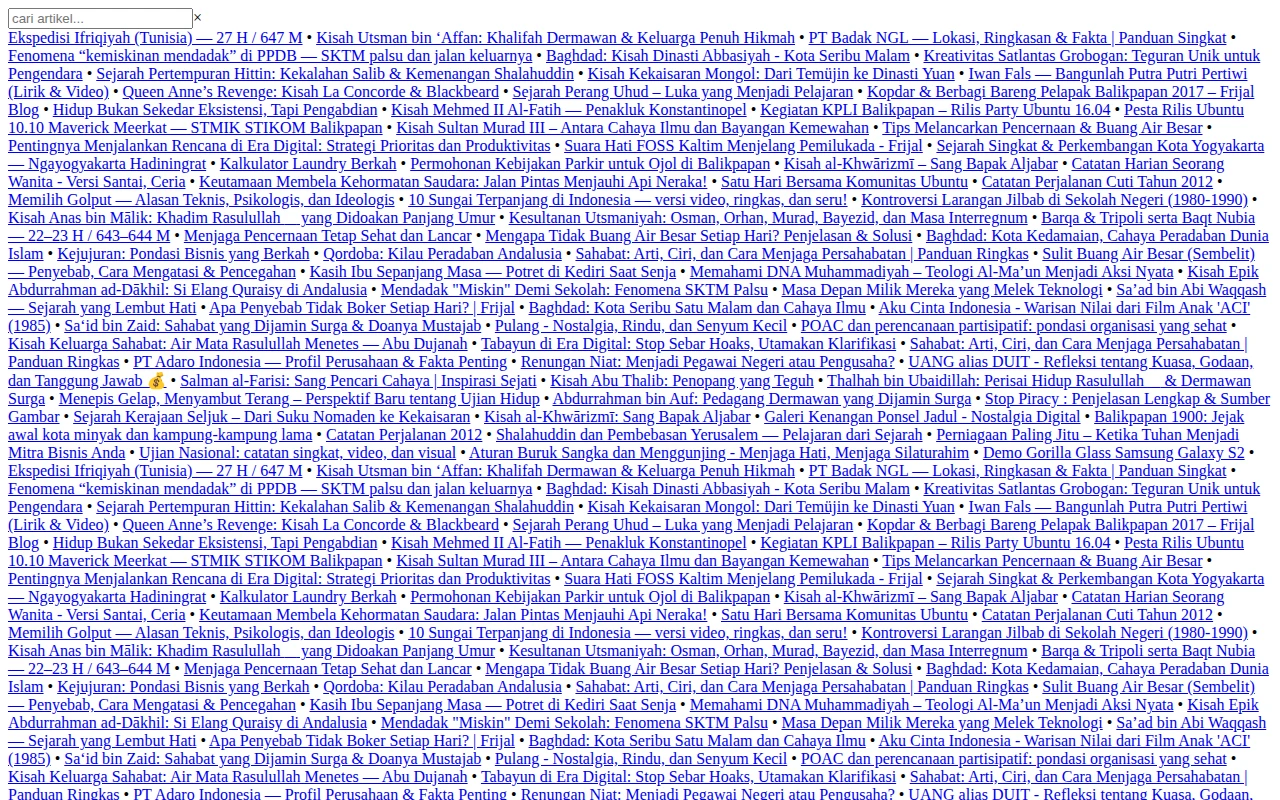 cari artikel...×
Ekspedisi Ifriqiyah (Tunisia) — 27 H / 647 M • Kisah Utsman bin ‘Affan: Khalifah Dermawan & Keluarga Penuh Hikmah • PT Badak NGL — Lokasi, Ringkasan & Fakta | Panduan Singkat •
Fenomena “kemiskinan mendadak” di PPDB — SKTM palsu dan jalan keluarnya • Baghdad: Kisah Dinasti Abbasiyah - Kota Seribu Malam • Kreativitas Satlantas Grobogan: Teguran Unik untuk
Pengendara • Sejarah Pertempuran Hittin: Kekalahan Salib & Kemenangan Shalahuddin • Kisah Kekaisaran Mongol: Dari Temüjin ke Dinasti Yuan • Iwan Fals — Bangunlah Putra Putri Pertiwi
(Lirik & Video) • Queen Anne’s Revenge: Kisah La Concorde & Blackbeard • Sejarah Perang Uhud – Luka yang Menjadi Pelajaran • Kopdar & Berbagi Bareng Pelapak Balikpapan 2017 – Frijal
Blog • Hidup Bukan Sekedar Eksistensi, Tapi Pengabdian • Kisah Mehmed II Al-Fatih — Penakluk Konstantinopel • Kegiatan KPLI Balikpapan – Rilis Party Ubuntu 16.04 • Pesta Rilis Ubuntu
10.10 Maverick Meerkat — STMIK STIKOM Balikpapan • Kisah Sultan Murad III – Antara Cahaya Ilmu dan Bayangan Kemewahan • Tips Melancarkan Pencernaan & Buang Air Besar •
Pentingnya Menjalankan Rencana di Era Digital: Strategi Prioritas dan Produktivitas • Suara Hati FOSS Kaltim Menjelang Pemilukada - Frijal • Sejarah Singkat & Perkembangan Kota Yogyakarta
— Ngayogyakarta Hadiningrat • Kalkulator Laundry Berkah • Permohonan Kebijakan Parkir untuk Ojol di Balikpapan • Kisah al-Khwārizmī – Sang Bapak Aljabar • Catatan Harian Seorang
Wanita - Versi Santai, Ceria • Keutamaan Membela Kehormatan Saudara: Jalan Pintas Menjauhi Api Neraka! • Satu Hari Bersama Komunitas Ubuntu • Catatan Perjalanan Cuti Tahun 2012 •
Memilih Golput — Alasan Teknis, Psikologis, dan Ideologis • 10 Sungai Terpanjang di Indonesia — versi video, ringkas, dan seru! • Kontroversi Larangan Jilbab di Sekolah Negeri (1980-1990) •
Kisah Anas bin Mālik: Khadim Rasulullah yang Didoakan Panjang Umur • Kesultanan Utsmaniyah: Osman, Orhan, Murad, Bayezid, dan Masa Interregnum • Barqa & Tripoli serta Baqt Nubia
— 22–23 H / 643–644 M • Menjaga Pencernaan Tetap Sehat dan Lancar • Mengapa Tidak Buang Air Besar Setiap Hari? Penjelasan & Solusi • Baghdad: Kota Kedamaian, Cahaya Peradaban Dunia
Islam • Kejujuran: Pondasi Bisnis yang Berkah • Qordoba: Kilau Peradaban Andalusia • Sahabat: Arti, Ciri, dan Cara Menjaga Persahabatan | Panduan Ringkas • Sulit Buang Air Besar (Sembelit)
— Penyebab, Cara Mengatasi & Pencegahan • Kasih Ibu Sepanjang Masa — Potret di Kediri Saat Senja • Memahami DNA Muhammadiyah – Teologi Al-Ma’un Menjadi Aksi Nyata • Kisah Epik
Abdurrahman ad-Dākhil: Si Elang Quraisy di Andalusia • Mendadak "Miskin" Demi Sekolah: Fenomena SKTM Palsu • Masa Depan Milik Mereka yang Melek Teknologi • Sa’ad bin Abi Waqqash
— Sejarah yang Lembut Hati • Apa Penyebab Tidak Boker Setiap Hari? | Frijal • Baghdad: Kota Seribu Satu Malam dan Cahaya Ilmu • Aku Cinta Indonesia - Warisan Nilai dari Film Anak 'ACI'
(1985) • Sa‘id bin Zaid: Sahabat yang Dijamin Surga & Doanya Mustajab • Pulang - Nostalgia, Rindu, dan Senyum Kecil • POAC dan perencanaan partisipatif: pondasi organisasi yang sehat •
Kisah Keluarga Sahabat: Air Mata Rasulullah Menetes — Abu Dujanah • Tabayun di Era Digital: Stop Sebar Hoaks, Utamakan Klarifikasi • Sahabat: Arti, Ciri, dan Cara Menjaga Persahabatan |
Panduan Ringkas • PT Adaro Indonesia — Profil Perusahaan & Fakta Penting • Renungan Niat: Menjadi Pegawai Negeri atau Pengusaha? • UANG alias DUIT - Refleksi tentang Kuasa, Godaan,
dan Tanggung Jawab 💰 • Salman al-Farisi: Sang Pencari Cahaya | Inspirasi Sejati • Kisah Abu Thalib: Penopang yang Teguh • Thalhah bin Ubaidillah: Perisai Hidup Rasulullah & Dermawan
Surga • Menepis Gelap, Menyambut Terang – Perspektif Baru tentang Ujian Hidup • Abdurrahman bin Auf: Pedagang Dermawan yang Dijamin Surga • Stop Piracy : Penjelasan Lengkap & Sumber
Gambar • Sejarah Kerajaan Seljuk – Dari Suku Nomaden ke Kekaisaran • Kisah al-Khwārizmī: Sang Bapak Aljabar • Galeri Kenangan Ponsel Jadul - Nostalgia Digital • Balikpapan 1900: Jejak
awal kota minyak dan kampung-kampung lama • Catatan Perjalanan 2012 • Shalahuddin dan Pembebasan Yerusalem — Pelajaran dari Sejarah • Perniagaan Paling Jitu – Ketika Tuhan Menjadi
Mitra Bisnis Anda • Ujian Nasional: catatan singkat, video, dan visual • Aturan Buruk Sangka dan Menggunjing - Menjaga Hati, Menjaga Silaturahim • Demo Gorilla Glass Samsung Galaxy S2 •
Ekspedisi Ifriqiyah (Tunisia) — 27 H / 647 M • Kisah Utsman bin ‘Affan: Khalifah Dermawan & Keluarga Penuh Hikmah • PT Badak NGL — Lokasi, Ringkasan & Fakta | Panduan Singkat •
Fenomena “kemiskinan mendadak” di PPDB — SKTM palsu dan jalan keluarnya • Baghdad: Kisah Dinasti Abbasiyah - Kota Seribu Malam • Kreativitas Satlantas Grobogan: Teguran Unik untuk
Pengendara • Sejarah Pertempuran Hittin: Kekalahan Salib & Kemenangan Shalahuddin • Kisah Kekaisaran Mongol: Dari Temüjin ke Dinasti Yuan • Iwan Fals — Bangunlah Putra Putri Pertiwi
(Lirik & Video) • Queen Anne’s Revenge: Kisah La Concorde & Blackbeard • Sejarah Perang Uhud – Luka yang Menjadi Pelajaran • Kopdar & Berbagi Bareng Pelapak Balikpapan 2017 – Frijal
Blog • Hidup Bukan Sekedar Eksistensi, Tapi Pengabdian • Kisah Mehmed II Al-Fatih — Penakluk Konstantinopel • Kegiatan KPLI Balikpapan – Rilis Party Ubuntu 16.04 • Pesta Rilis Ubuntu
10.10 Maverick Meerkat — STMIK STIKOM Balikpapan • Kisah Sultan Murad III – Antara Cahaya Ilmu dan Bayangan Kemewahan • Tips Melancarkan Pencernaan & Buang Air Besar •
Pentingnya Menjalankan Rencana di Era Digital: Strategi Prioritas dan Produktivitas • Suara Hati FOSS Kaltim Menjelang Pemilukada - Frijal • Sejarah Singkat & Perkembangan Kota Yogyakarta
— Ngayogyakarta Hadiningrat • Kalkulator Laundry Berkah • Permohonan Kebijakan Parkir untuk Ojol di Balikpapan • Kisah al-Khwārizmī – Sang Bapak Aljabar • Catatan Harian Seorang
Wanita - Versi Santai, Ceria • Keutamaan Membela Kehormatan Saudara: Jalan Pintas Menjauhi Api Neraka! • Satu Hari Bersama Komunitas Ubuntu • Catatan Perjalanan Cuti Tahun 2012 •
Memilih Golput — Alasan Teknis, Psikologis, dan Ideologis • 10 Sungai Terpanjang di Indonesia — versi video, ringkas, dan seru! • Kontroversi Larangan Jilbab di Sekolah Negeri (1980-1990) •
Kisah Anas bin Mālik: Khadim Rasulullah yang Didoakan Panjang Umur • Kesultanan Utsmaniyah: Osman, Orhan, Murad, Bayezid, dan Masa Interregnum • Barqa & Tripoli serta Baqt Nubia
— 22–23 H / 643–644 M • Menjaga Pencernaan Tetap Sehat dan Lancar • Mengapa Tidak Buang Air Besar Setiap Hari? Penjelasan & Solusi • Baghdad: Kota Kedamaian, Cahaya Peradaban Dunia
Islam • Kejujuran: Pondasi Bisnis yang Berkah • Qordoba: Kilau Peradaban Andalusia • Sahabat: Arti, Ciri, dan Cara Menjaga Persahabatan | Panduan Ringkas • Sulit Buang Air Besar (Sembelit)
— Penyebab, Cara Mengatasi & Pencegahan • Kasih Ibu Sepanjang Masa — Potret di Kediri Saat Senja • Memahami DNA Muhammadiyah – Teologi Al-Ma’un Menjadi Aksi Nyata • Kisah Epik
Abdurrahman ad-Dākhil: Si Elang Quraisy di Andalusia • Mendadak "Miskin" Demi Sekolah: Fenomena SKTM Palsu • Masa Depan Milik Mereka yang Melek Teknologi • Sa’ad bin Abi Waqqash
— Sejarah yang Lembut Hati • Apa Penyebab Tidak Boker Setiap Hari? | Frijal • Baghdad: Kota Seribu Satu Malam dan Cahaya Ilmu • Aku Cinta Indonesia - Warisan Nilai dari Film Anak 'ACI'
(1985) • Sa‘id bin Zaid: Sahabat yang Dijamin Surga & Doanya Mustajab • Pulang - Nostalgia, Rindu, dan Senyum Kecil • POAC dan perencanaan partisipatif: pondasi organisasi yang sehat •
Kisah Keluarga Sahabat: Air Mata Rasulullah Menetes — Abu Dujanah • Tabayun di Era Digital: Stop Sebar Hoaks, Utamakan Klarifikasi • Sahabat: Arti, Ciri, dan Cara Menjaga Persahabatan |
Panduan Ringkas • PT Adaro Indonesia — Profil Perusahaan & Fakta Penting • Renungan Niat: Menjadi Pegawai Negeri atau Pengusaha? • UANG alias DUIT - Refleksi tentang Kuasa, Godaan,